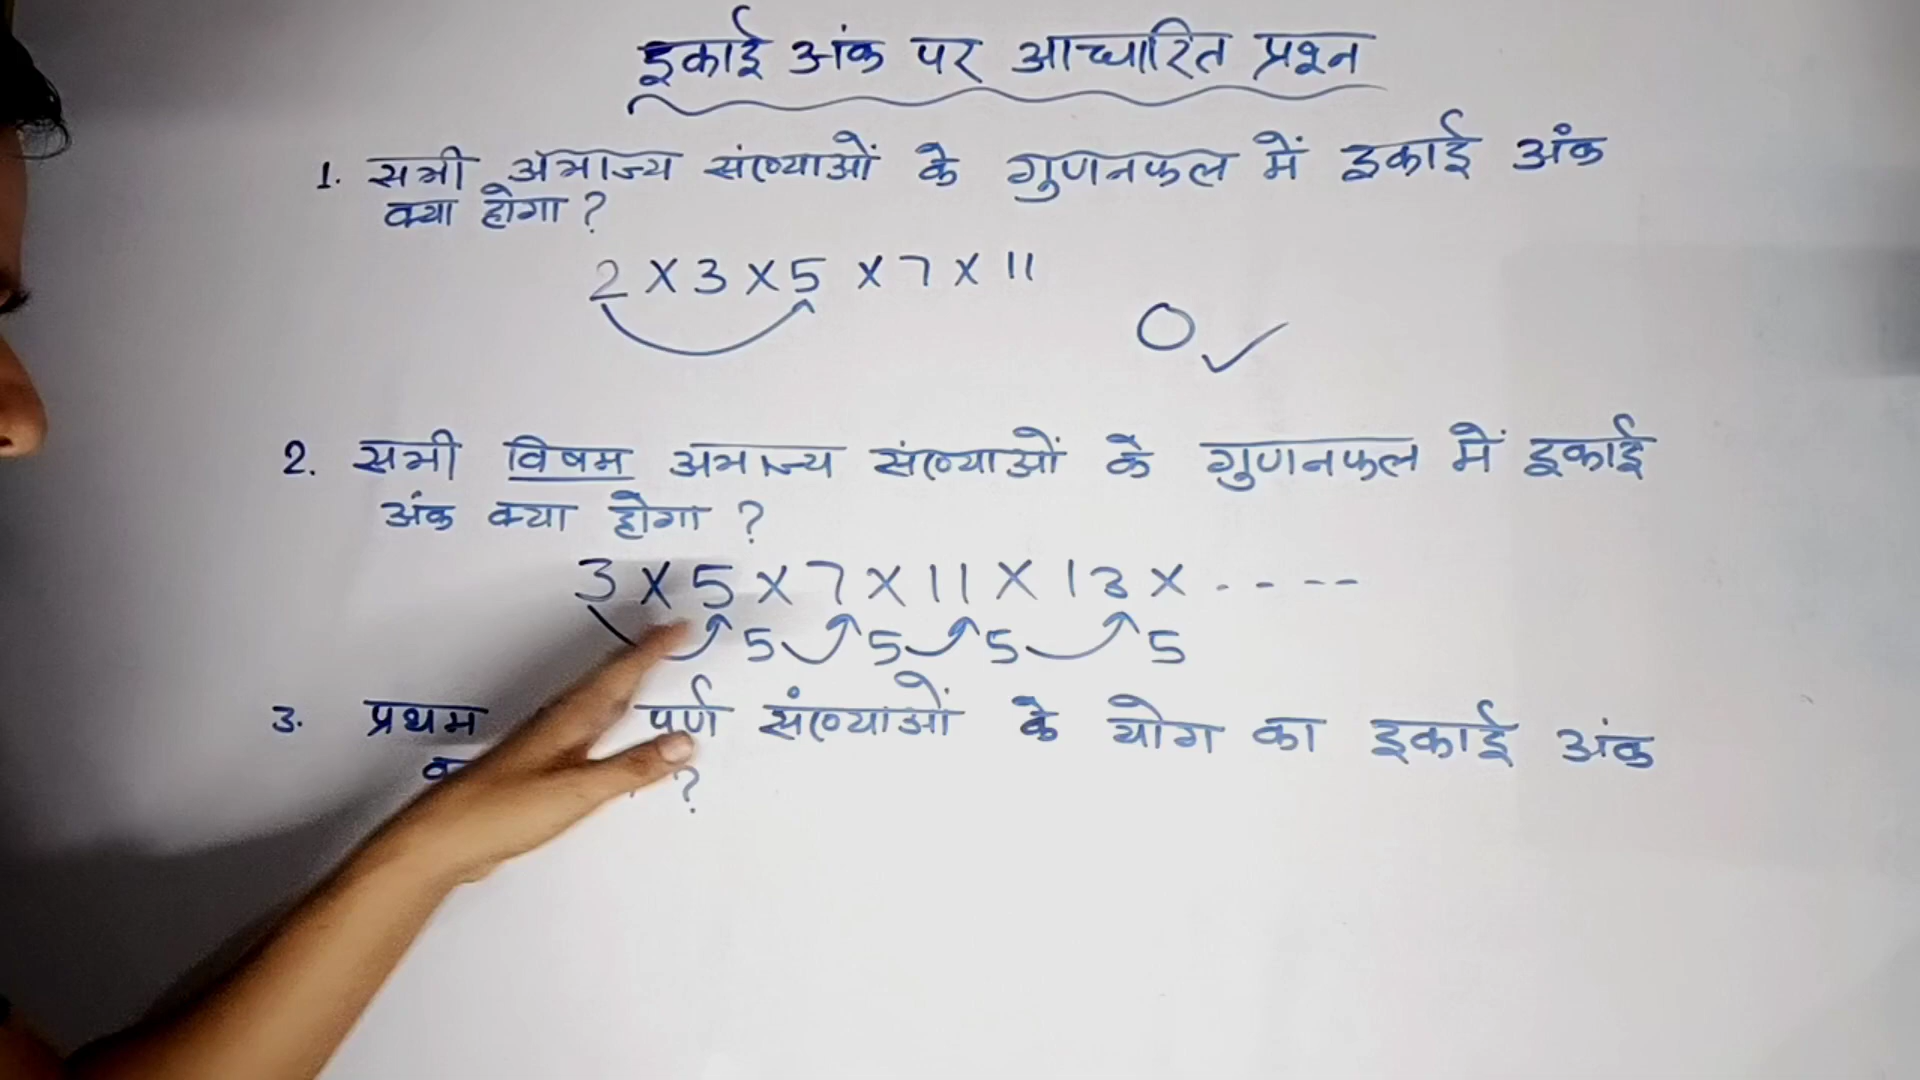 इकाई अंक पर आधारित प्रश्न
1. सभी अभाज्य संख्याओं के गुणनफल में इकाई अंक
क्या होगा ?
2 × 3 × 5 × 7 × 11
0 ✓
2. सभी विषम अभाज्य संख्याओं के गुणनफल में इकाई
अंक क्या होगा ?
3 × 5 × 7 × 11 × 13 × - - - -
5 5 5 5
3. प्रथम पूर्ण संख्याओं के योग का इकाई अंक
?